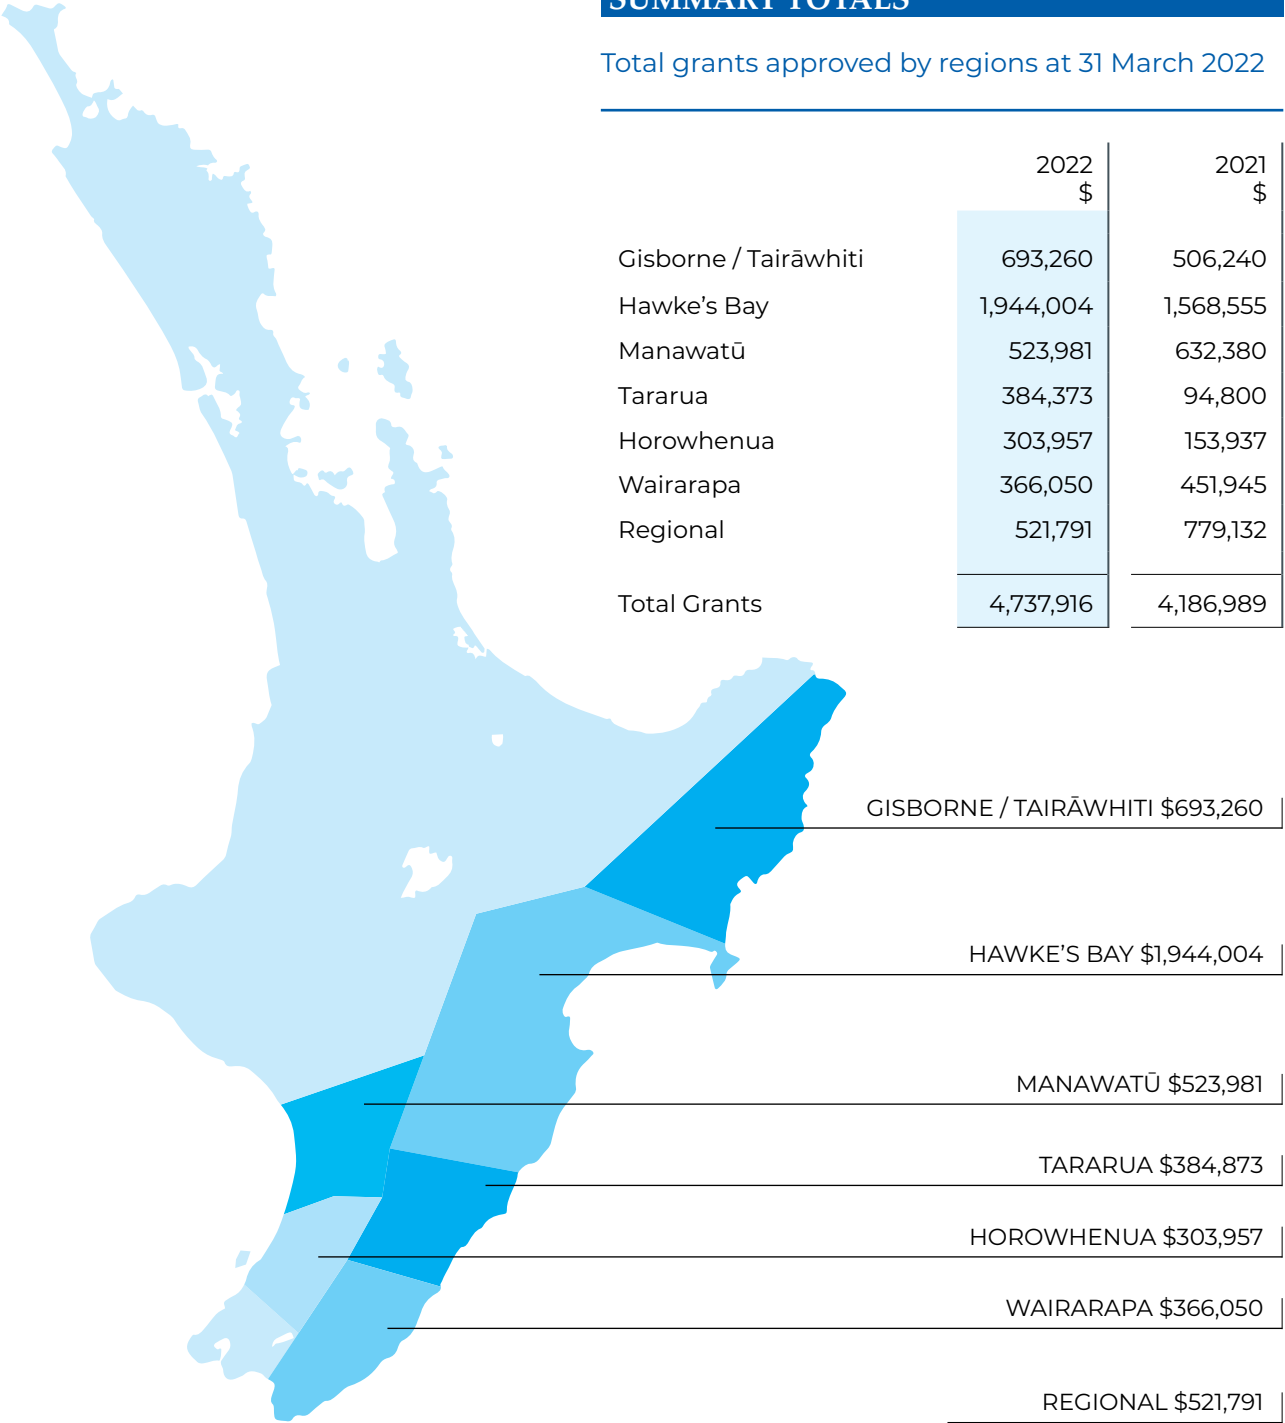 SUMMARY TOTALS
Total grants approved by regions at 31 March 2022
2022 2021
$ $
Gisborne / Tairāwhiti 693,260 506,240
Hawke’s Bay 1,944,004 1,568,555
Manawatū 523,981 632,380
Tararua 384,373 94,800
Horowhenua 303,957 153,937
Wairarapa 366,050 451,945
Regional 521,791 779,132
Total Grants 4,737,916 4,186,989
GISBORNE / TAIRĀWHITI $693,260
HAWKE’S BAY $1,944,004
MANAWATŪ $523,981
TARARUA $384,873
HOROWHENUA $303,957
WAIRARAPA $366,050
REGIONAL $521,791